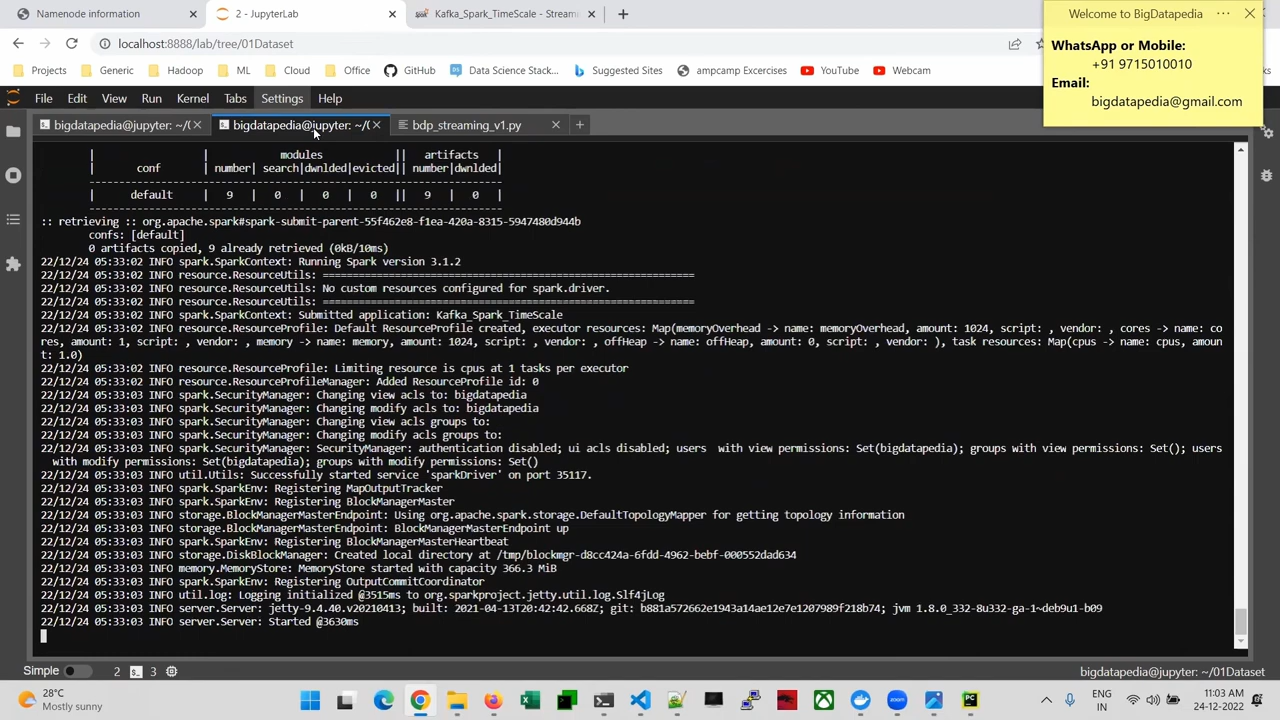 Namenode information
2 - JupyterLab
Kafka_Spark_TimeScale - Stream
localhost:8888/lab/tree/01Dataset
Projects Generic Hadoop ML Cloud Office GitHub Data Science Stack... Suggested Sites ampcamp Excercises YouTube Webcam
Welcome to BigDatapedia
WhatsApp or Mobile:
+91 9715010010
Email:
bigdatapedia@gmail.com
File Edit View Run Kernel Tabs Settings Help
bigdatapedia@jupyter: ~/( bigdatapedia@jupyter: ~/( bdp_streaming_v1.py
| | modules || artifacts |
| conf | number| search|dwnlded|evicted|| number|dwnlded|
---------------------------------------------------------------------
| default | 9 | 0 | 0 | 0 || 9 | 0 |
---------------------------------------------------------------------
:: retrieving :: org.apache.spark#spark-submit-parent-55f462e8-f1ea-420a-8315-5947480d944b
confs: [default]
0 artifacts copied, 9 already retrieved (0kB/10ms)
22/12/24 05:33:02 INFO spark.SparkContext: Running Spark version 3.1.2
22/12/24 05:33:02 INFO resource.ResourceUtils: ==============================================================
22/12/24 05:33:02 INFO resource.ResourceUtils: No custom resources configured for spark.driver.
22/12/24 05:33:02 INFO resource.ResourceUtils: ==============================================================
22/12/24 05:33:02 INFO spark.SparkContext: Submitted application: Kafka_Spark_TimeScale
22/12/24 05:33:02 INFO resource.ResourceProfile: Default ResourceProfile created, executor resources: Map(memoryOverhead -> name: memoryOverhead, amount: 1024, script: , vendor: , cores -> name: co
res, amount: 1, script: , vendor: , memory -> name: memory, amount: 1024, script: , vendor: , offHeap -> name: offHeap, amount: 0, script: , vendor: ), task resources: Map(cpus -> name: cpus, amoun
t: 1.0)
22/12/24 05:33:02 INFO resource.ResourceProfile: Limiting resource is cpus at 1 tasks per executor
22/12/24 05:33:02 INFO resource.ResourceProfileManager: Added ResourceProfile id: 0
22/12/24 05:33:03 INFO spark.SecurityManager: Changing view acls to: bigdatapedia
22/12/24 05:33:03 INFO spark.SecurityManager: Changing modify acls to: bigdatapedia
22/12/24 05:33:03 INFO spark.SecurityManager: Changing view acls groups to:
22/12/24 05:33:03 INFO spark.SecurityManager: Changing modify acls groups to:
22/12/24 05:33:03 INFO spark.SecurityManager: SecurityManager: authentication disabled; ui acls disabled; users with view permissions: Set(bigdatapedia); groups with view permissions: Set(); users
with modify permissions: Set(bigdatapedia); groups with modify permissions: Set()
22/12/24 05:33:03 INFO util.Utils: Successfully started service 'sparkDriver' on port 35117.
22/12/24 05:33:03 INFO spark.SparkEnv: Registering MapOutputTracker
22/12/24 05:33:03 INFO spark.SparkEnv: Registering BlockManagerMaster
22/12/24 05:33:03 INFO storage.BlockManagerMasterEndpoint: Using org.apache.spark.storage.DefaultTopologyMapper for getting topology information
22/12/24 05:33:03 INFO storage.BlockManagerMasterEndpoint: BlockManagerMasterEndpoint up
22/12/24 05:33:03 INFO spark.SparkEnv: Registering BlockManagerMasterHeartbeat
22/12/24 05:33:03 INFO storage.DiskBlockManager: Created local directory at /tmp/blockmgr-d8cc424a-6fdd-4962-bebf-000552dad634
22/12/24 05:33:03 INFO memory.MemoryStore: MemoryStore started with capacity 366.3 MiB
22/12/24 05:33:03 INFO spark.SparkEnv: Registering OutputCommitCoordinator
22/12/24 05:33:03 INFO util.log: Logging initialized @3515ms to org.sparkproject.jetty.util.log.Slf4jLog
22/12/24 05:33:03 INFO server.Server: jetty-9.4.40.v20210413; built: 2021-04-13T20:42:42.668Z; git: b881a572662e1943a14ae12e7e1207989f218b74; jvm 1.8.0_332-8u332-ga-1~deb9u1-b09
22/12/24 05:33:03 INFO server.Server: Started @3630ms
Simple 2 3 bigdatapedia@jupyter: ~/01Dataset
28°C
Mostly sunny
ENG
IN
11:03 AM
24-12-2022